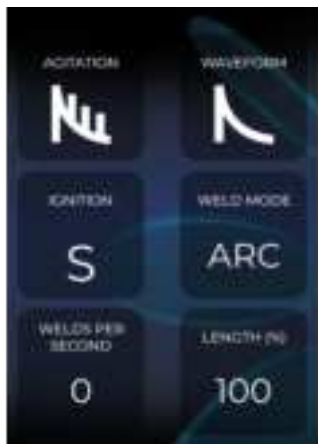 AGITATION
WAVEFORM
IGNITION
S
WELD MODE
ARC
WELDS PER
SECOND
0
LENGTH (%)
100